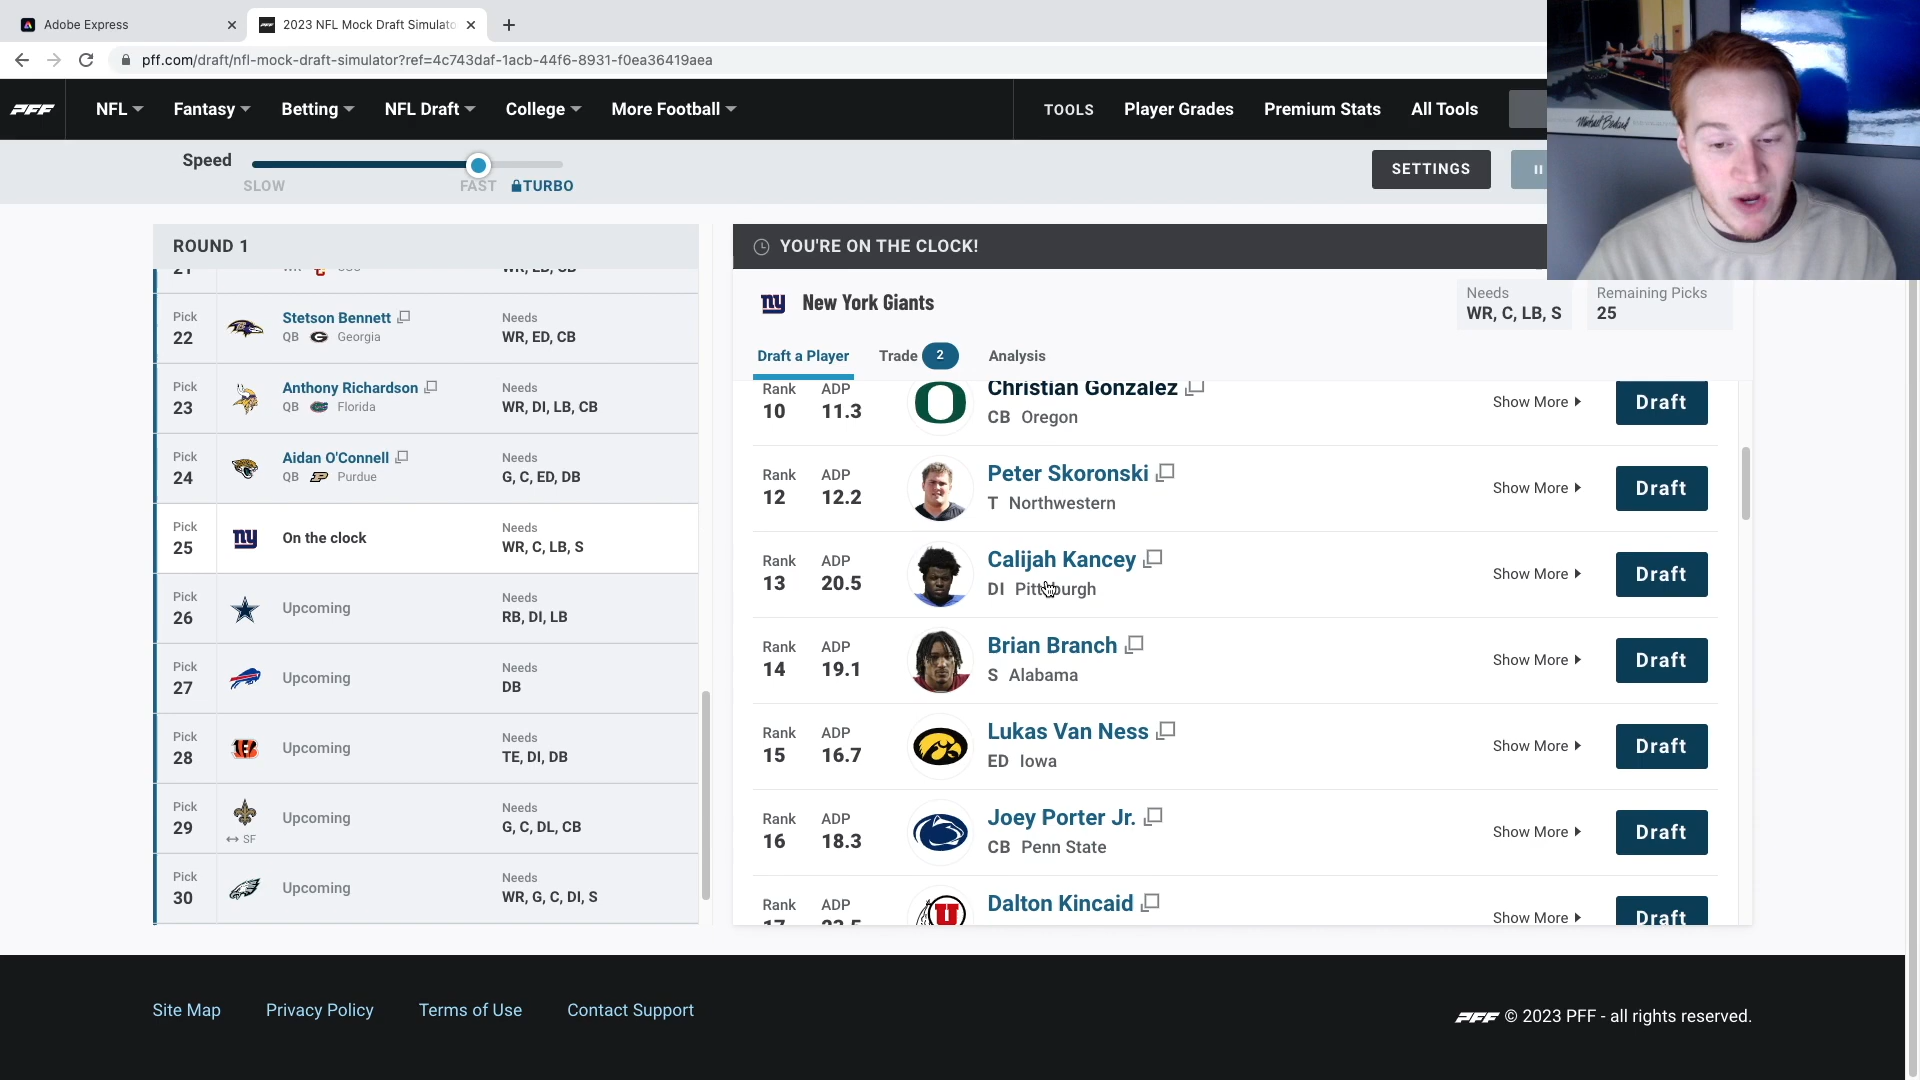 Adobe Express
2023 NFL Mock Draft Simulato
pff.com/draft/nfl-mock-draft-simulator?ref=4c743daf-1acb-44f6-8931-f0ea36419aea
PFF
NFL
Fantasy
Betting
NFL Draft
College
More Football
TOOLS
Player Grades
Premium Stats
All Tools
Speed
SLOW
FAST
TURBO
SETTINGS
ROUND 1
Pick
22
Stetson Bennett
QB Georgia
Needs
WR, ED, CB
Pick
23
Anthony Richardson
QB Florida
Needs
WR, DI, LB, CB
Pick
24
Aidan O'Connell
QB Purdue
Needs
G, C, ED, DB
Pick
25
ny
On the clock
Needs
WR, C, LB, S
Pick
26
Upcoming
Needs
RB, DI, LB
Pick
27
Upcoming
Needs
DB
Pick
28
Upcoming
Needs
TE, DI, DB
Pick
29
SF
Upcoming
Needs
G, C, DL, CB
Pick
30
Upcoming
Needs
WR, G, C, DI, S
YOU'RE ON THE CLOCK!
ny New York Giants
Needs
WR, C, LB, S
Remaining Picks
25
Draft a Player
Trade 2
Analysis
Rank
10
ADP
11.3
Christian Gonzalez
CB Oregon
Show More
Draft
Rank
12
ADP
12.2
Peter Skoronski
T Northwestern
Show More
Draft
Rank
13
ADP
20.5
Calijah Kancey
DI Pittsburgh
Show More
Draft
Rank
14
ADP
19.1
Brian Branch
S Alabama
Show More
Draft
Rank
15
ADP
16.7
Lukas Van Ness
ED Iowa
Show More
Draft
Rank
16
ADP
18.3
Joey Porter Jr.
CB Penn State
Show More
Draft
Rank
ADP
Dalton Kincaid
Show More
Draft
Site Map
Privacy Policy
Terms of Use
Contact Support
PFF © 2023 PFF - all rights reserved.